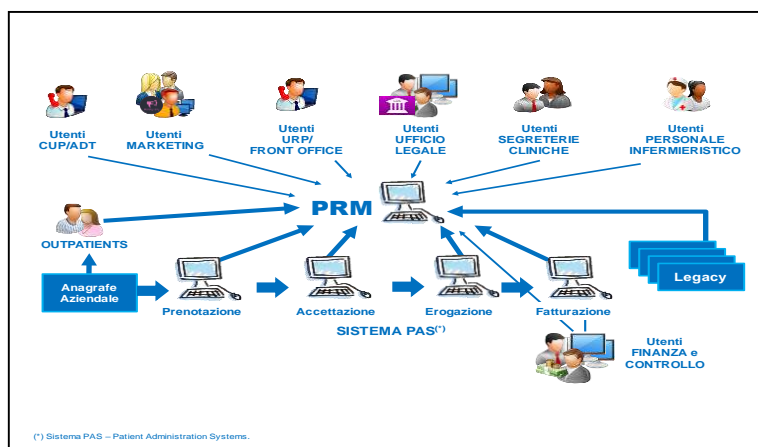 Utenti
CUP/ADT
Utenti
MARKETING
Utenti
URP/
FRONT OFFICE
Utenti
UFFICIO
LEGALE
Utenti
SEGRETERIE
CLINICHE
Utenti
PERSONALE
INFERMIERISTICO
PRM
OUTPATIENTS
Anagrafe
Aziendale
Legacy
Prenotazione
Accettazione
Erogazione
Fatturazione
SISTEMA PAS(*)
Utenti
FINANZA e
CONTROLLO
(*) Sistema PAS – Patient Administration Systems.